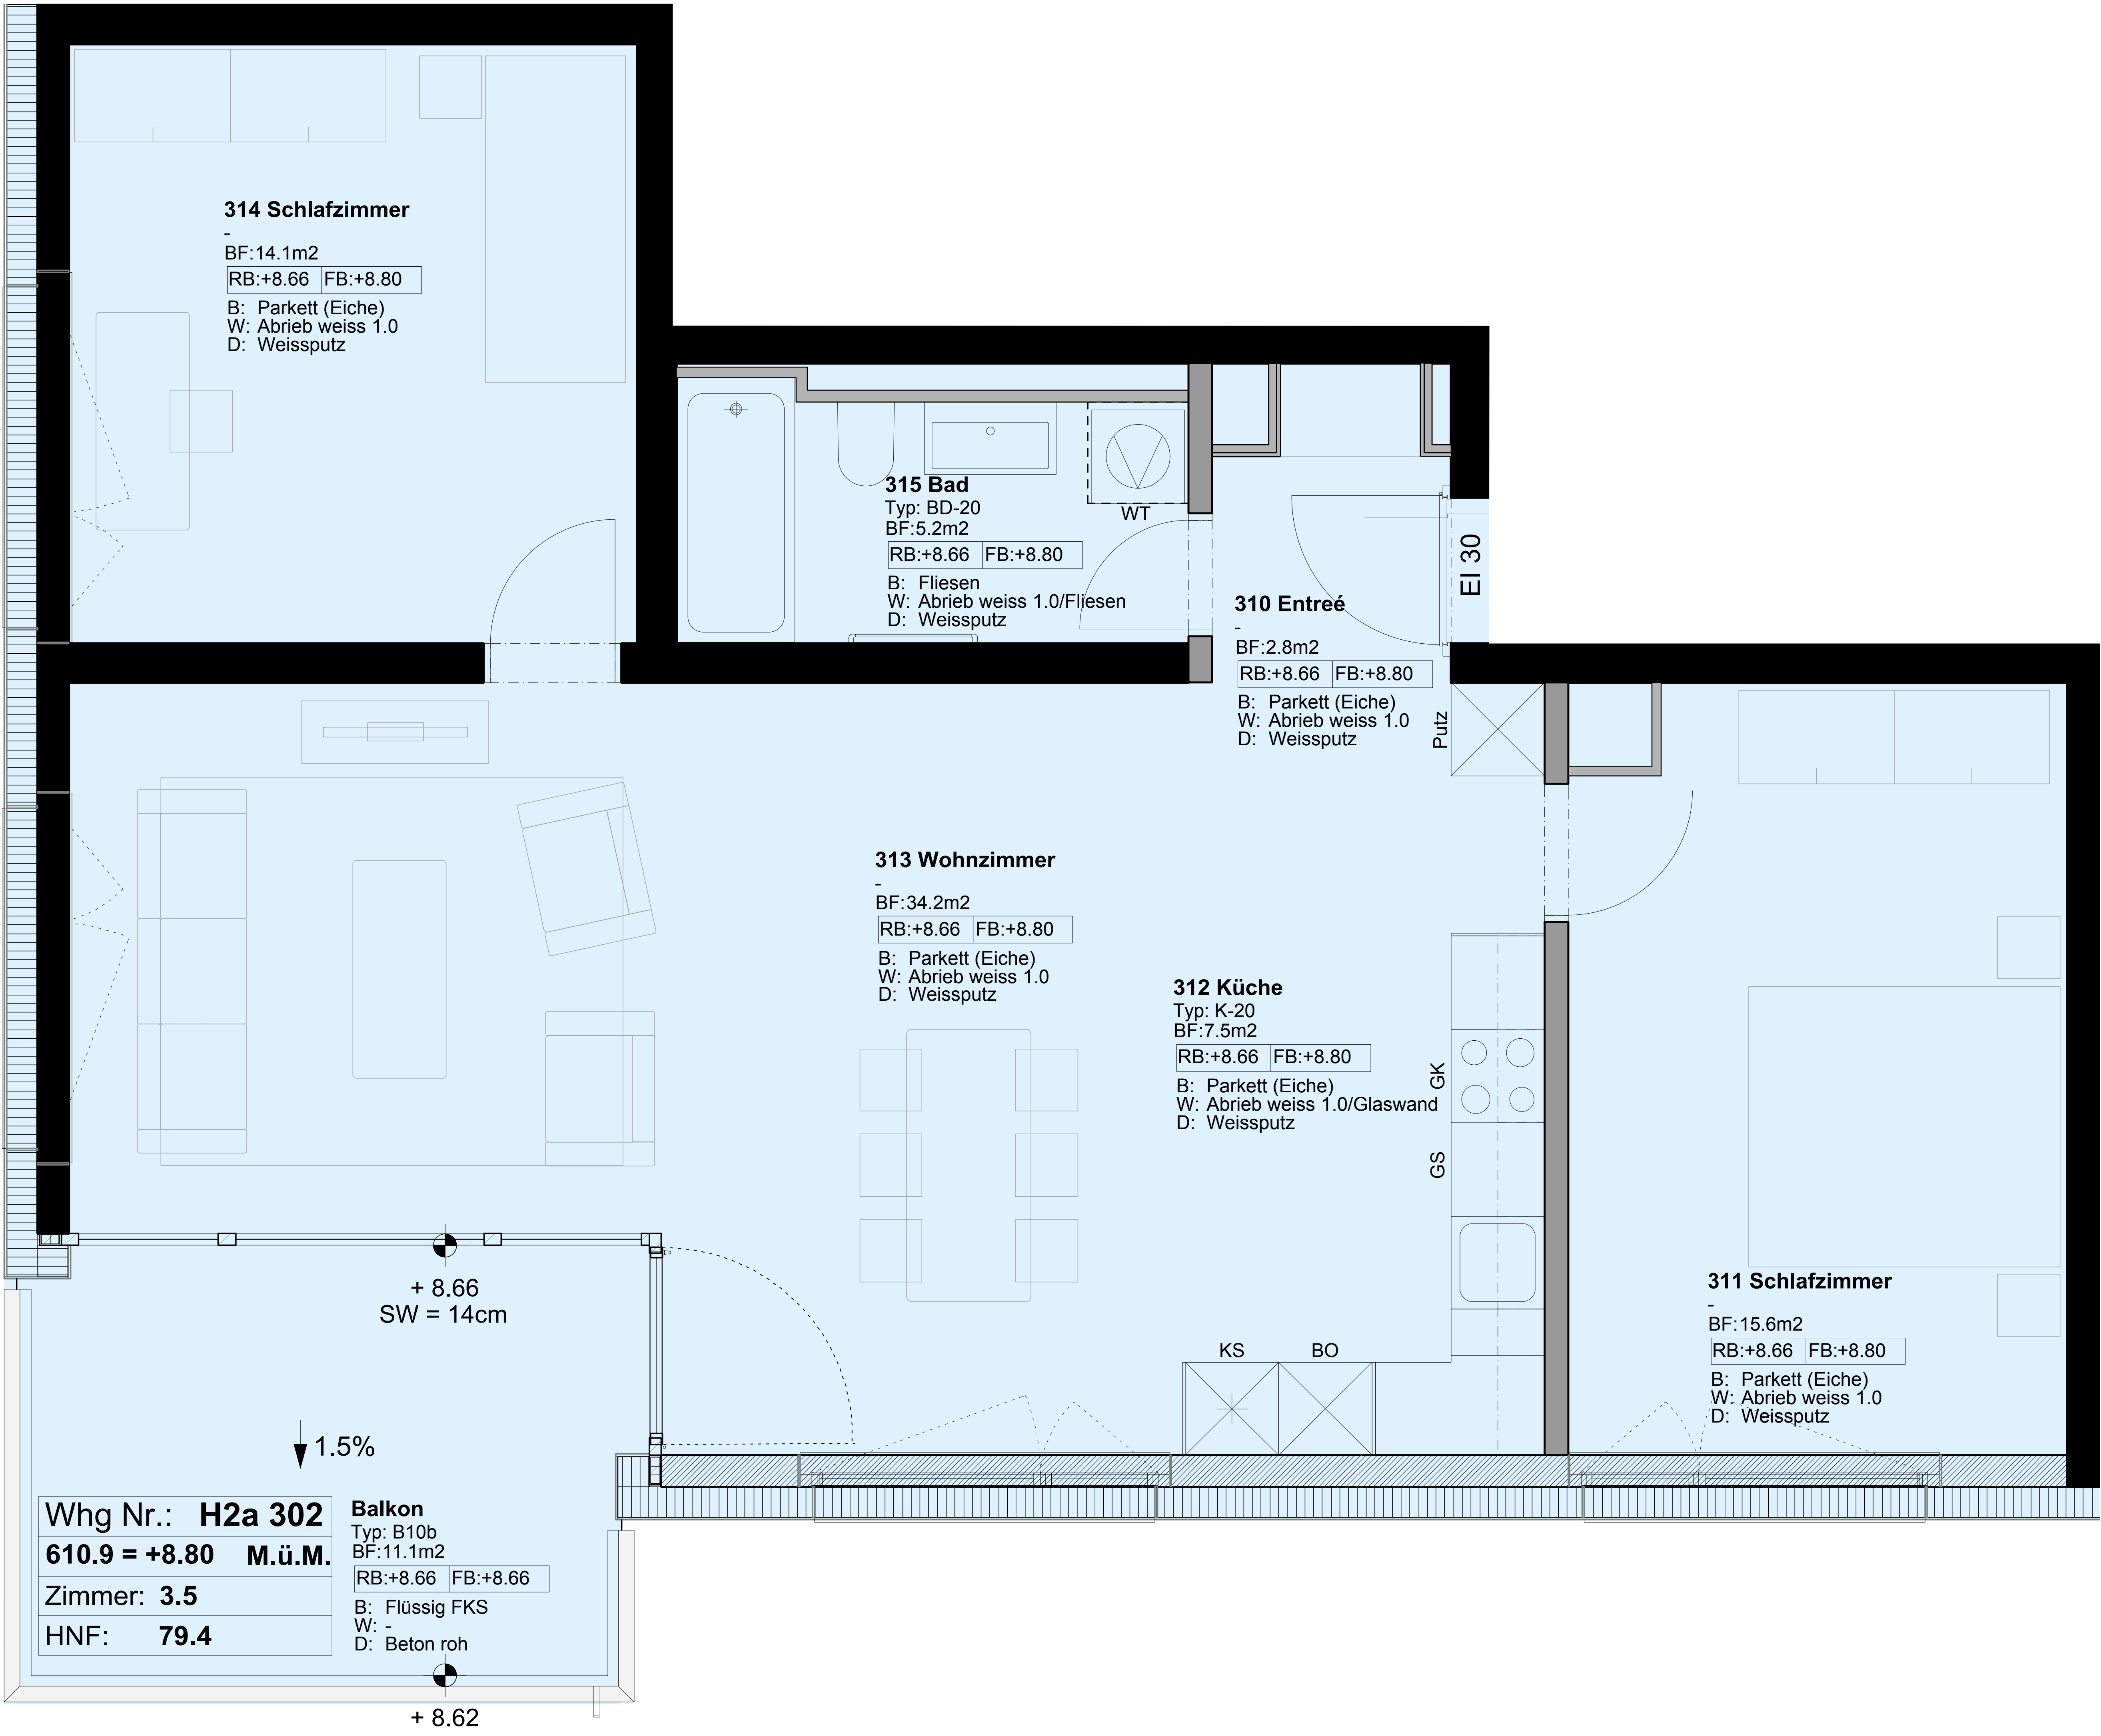 314 Schlafzimmer
-
BF:14.1m2
RB:+8.66 FB:+8.80
B: Parkett (Eiche)
W: Abrieb weiss 1.0
D: Weissputz
315 Bad
Typ: BD-20
BF:5.2m2
RB:+8.66 FB:+8.80
B: Fliesen
W: Abrieb weiss 1.0/Fliesen
D: Weissputz
WT
EI 30
310 Entreé
-
BF:2.8m2
RB:+8.66 FB:+8.80
B: Parkett (Eiche)
W: Abrieb weiss 1.0
D: Weissputz
Putz
313 Wohnzimmer
-
BF:34.2m2
RB:+8.66 FB:+8.80
B: Parkett (Eiche)
W: Abrieb weiss 1.0
D: Weissputz
312 Küche
Typ: K-20
BF:7.5m2
RB:+8.66 FB:+8.80
B: Parkett (Eiche)
W: Abrieb weiss 1.0/Glaswand
D: Weissputz
GK
GS
KS BO
311 Schlafzimmer
-
BF:15.6m2
RB:+8.66 FB:+8.80
B: Parkett (Eiche)
W: Abrieb weiss 1.0
D: Weissputz
+ 8.66
SW = 14cm
1.5%
Whg Nr.: H2a 302
610.9 = +8.80 M.ü.M.
Zimmer: 3.5
HNF: 79.4
Balkon
Typ: B10b
BF:11.1m2
RB:+8.66 FB:+8.66
B: Flüssig FKS
W: -
D: Beton roh
+ 8.62